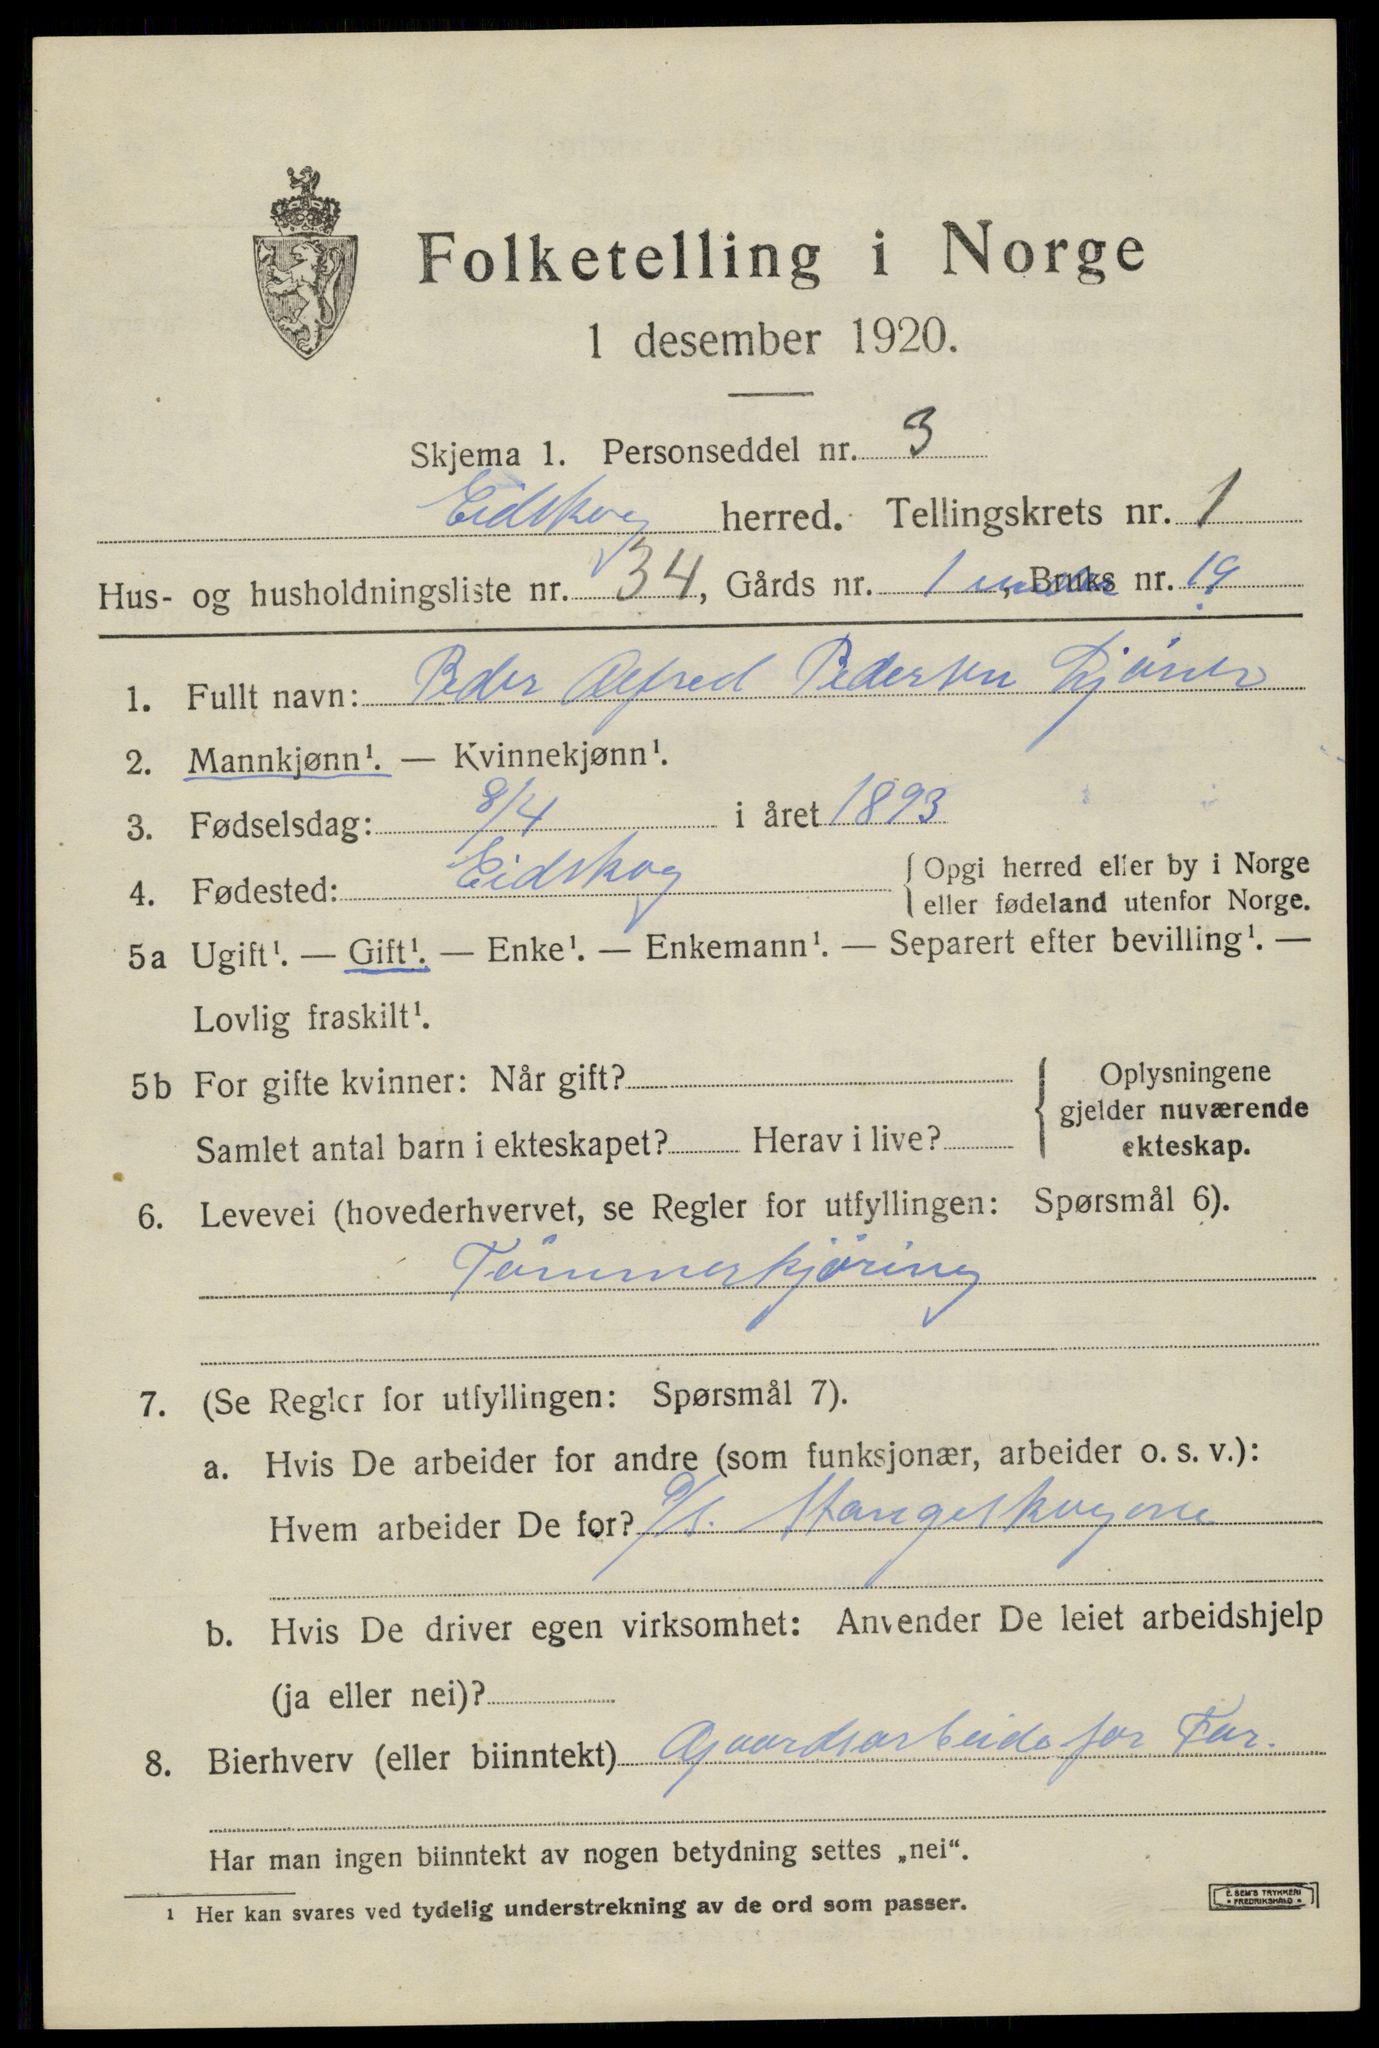 Folketelling i Norge
1 desember 1920.
Skjema 1. Personseddel nr. 3
Eidskog herred. Tellingskrets nr. 1
Hus- og husholdningsliste nr. 34, Gårds nr. 1, Bruks nr. 19
1. Fullt navn: Peder Alfred Pedersen
2. Mannkjønn¹. — Kvinnekjønn¹.
3. Fødselsdag: 8/4 i året 1893
4. Fødested: Eidskog { Opgi herred eller by i Norge
eller fødeland utenfor Norge.
5a Ugift¹. — Gift¹. — Enke¹. — Enkemann¹. — Separert efter bevilling¹. —
Lovlig fraskilt¹.
5b For gifte kvinner: Når gift? { Oplysningene
gjelder nuværende
Samlet antal barn i ekteskapet? Herav i live? ekteskap.
6. Levevei (hovederhvervet, se Regler for utfyllingen: Spørsmål 6).
Tömmerkjöring
7. (Se Regler for utfyllingen: Spørsmål 7).
a. Hvis De arbeider for andre (som funksjonær, arbeider o. s. v.):
Hvem arbeider De for? A/S. Stangeskogene
b. Hvis De driver egen virksomhet: Anvender De leiet arbeidshjelp
(ja eller nei)?
8. Bierhverv (eller biinntekt) Gaardsarbeide for Far.
Har man ingen biinntekt av nogen betydning settes „nei“.
¹ Her kan svares ved tydelig understrekning av de ord som passer.
E. SEM'S TRYKKERI
• FREDRIKSHALD •